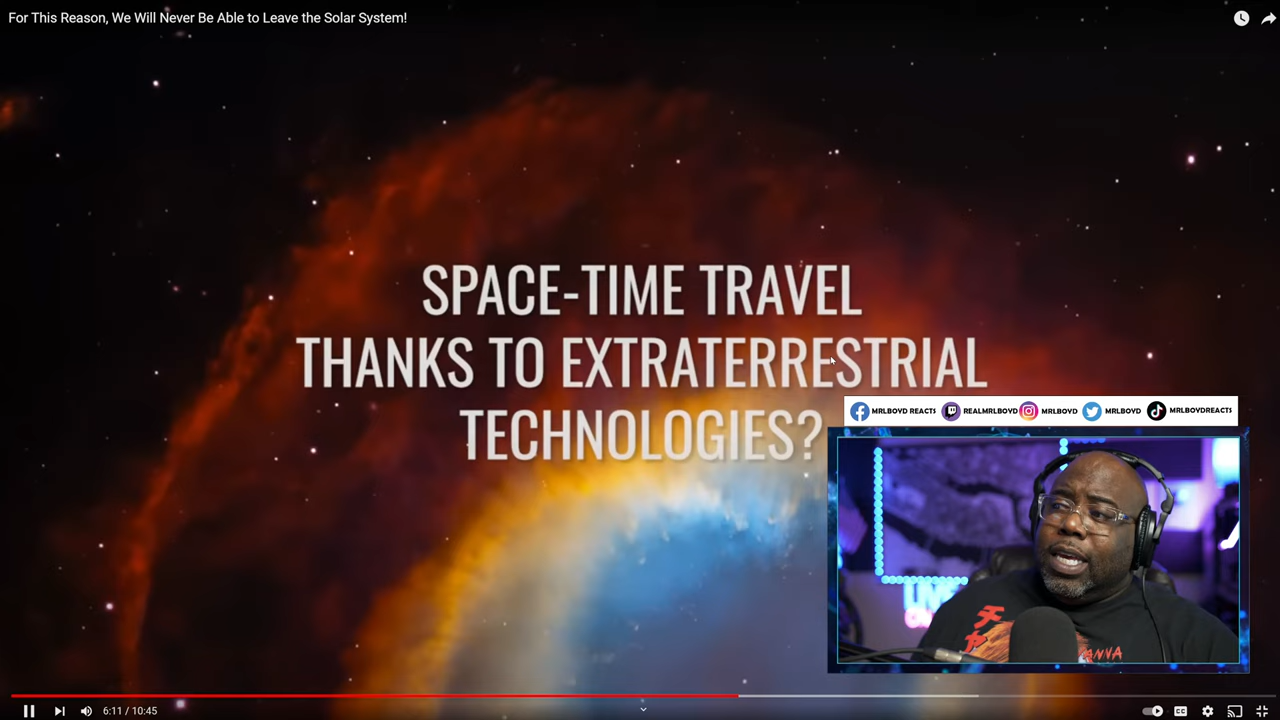 For This Reason, We Will Never Be Able to Leave the Solar System!
SPACE-TIME TRAVEL
THANKS TO EXTRATERRESTRIAL
TECHNOLOGIES?
MRLBOYD REACTS REALMRLBOYD MRLBOYD MRLBOYD MRLBOYDREACTS
6:11 / 10:45
CC